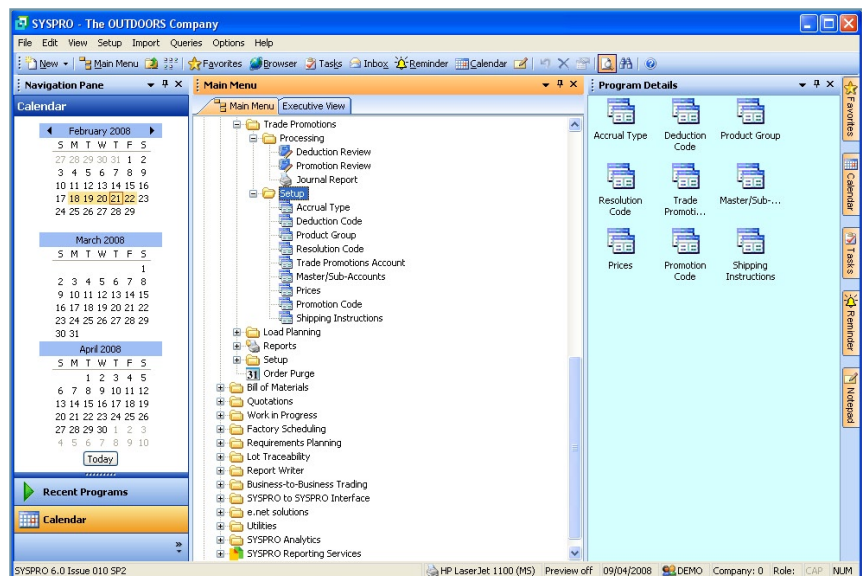 SYSPRO - The OUTDOORS Company
File Edit View Setup Import Queries Options Help
New Main Menu Favorites Browser Tasks Inbox Reminder Calendar
Navigation Pane
Calendar
February 2008
S M T W T F S
27 28 29 30 31 1 2
3 4 5 6 7 8 9
10 11 12 13 14 15 16
17 18 19 20 21 22 23
24 25 26 27 28 29
March 2008
S M T W T F S
1
2 3 4 5 6 7 8
9 10 11 12 13 14 15
16 17 18 19 20 21 22
23 24 25 26 27 28 29
30 31
April 2008
S M T W T F S
1 2 3 4 5
6 7 8 9 10 11 12
13 14 15 16 17 18 19
20 21 22 23 24 25 26
27 28 29 30 1 2 3
4 5 6 7 8 9 10
Today
Recent Programs
Calendar
Main Menu
Main Menu Executive View
Trade Promotions
Processing
Deduction Review
Promotion Review
Journal Report
Setup
Accrual Type
Deduction Code
Product Group
Resolution Code
Trade Promotions Account
Master/Sub-Accounts
Prices
Promotion Code
Shipping Instructions
Load Planning
Reports
Setup
31 Order Purge
Bill of Materials
Quotations
Work in Progress
Factory Scheduling
Requirements Planning
Lot Traceability
Report Writer
Business-to-Business Trading
SYSPRO to SYSPRO Interface
e.net solutions
Utilities
SYSPRO Analytics
SYSPRO Reporting Services
Program Details
Accrual Type
Deduction Code
Product Group
Resolution Code
Trade Promoti...
Master/Sub-...
Prices
Promotion Code
Shipping Instructions
Favorites
Calendar
Tasks
Reminder
Notepad
SYSPRO 6.0 Issue 010 SP2
HP LaserJet 1100 (MS) Preview off 09/04/2008 DEMO Company: 0 Role: CAP NUM